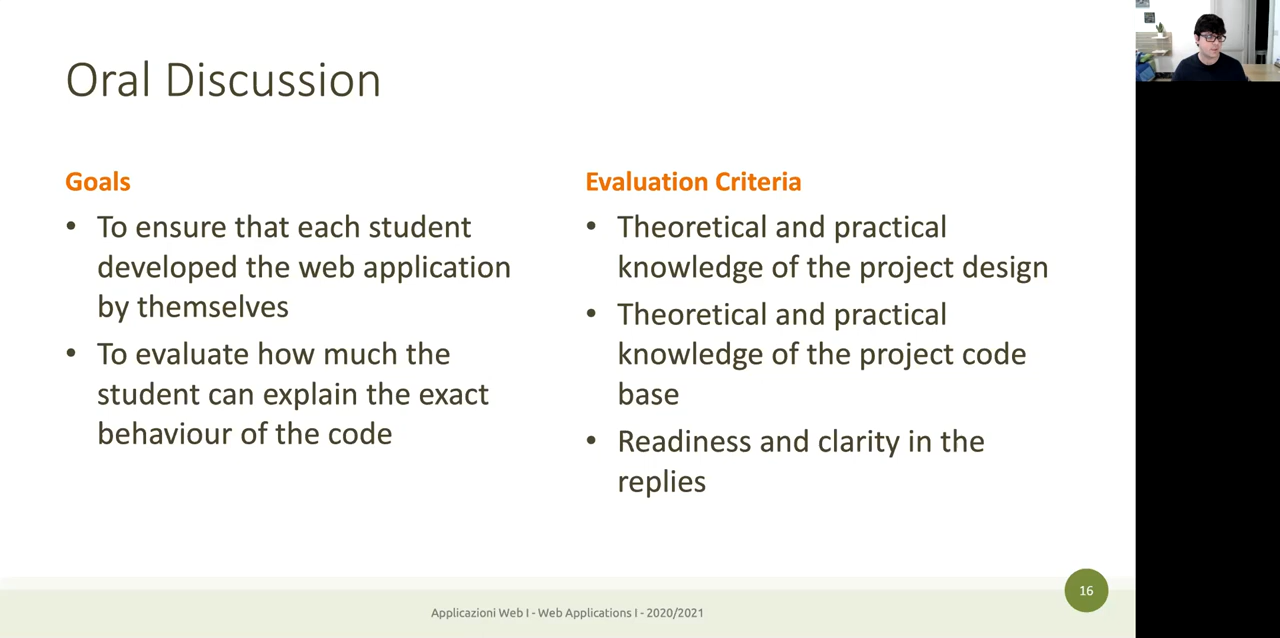 Oral Discussion
Goals
• To ensure that each student
developed the web application
by themselves
• To evaluate how much the
student can explain the exact
behaviour of the code
Evaluation Criteria
• Theoretical and practical
knowledge of the project design
• Theoretical and practical
knowledge of the project code
base
• Readiness and clarity in the
replies
Applicazioni Web I - Web Applications I - 2020/2021
16